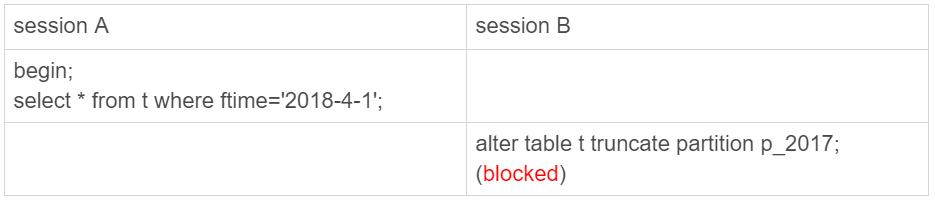 session A
session B
begin;
select * from t where ftime='2018-4-1';
alter table t truncate partition p_2017;
(blocked)